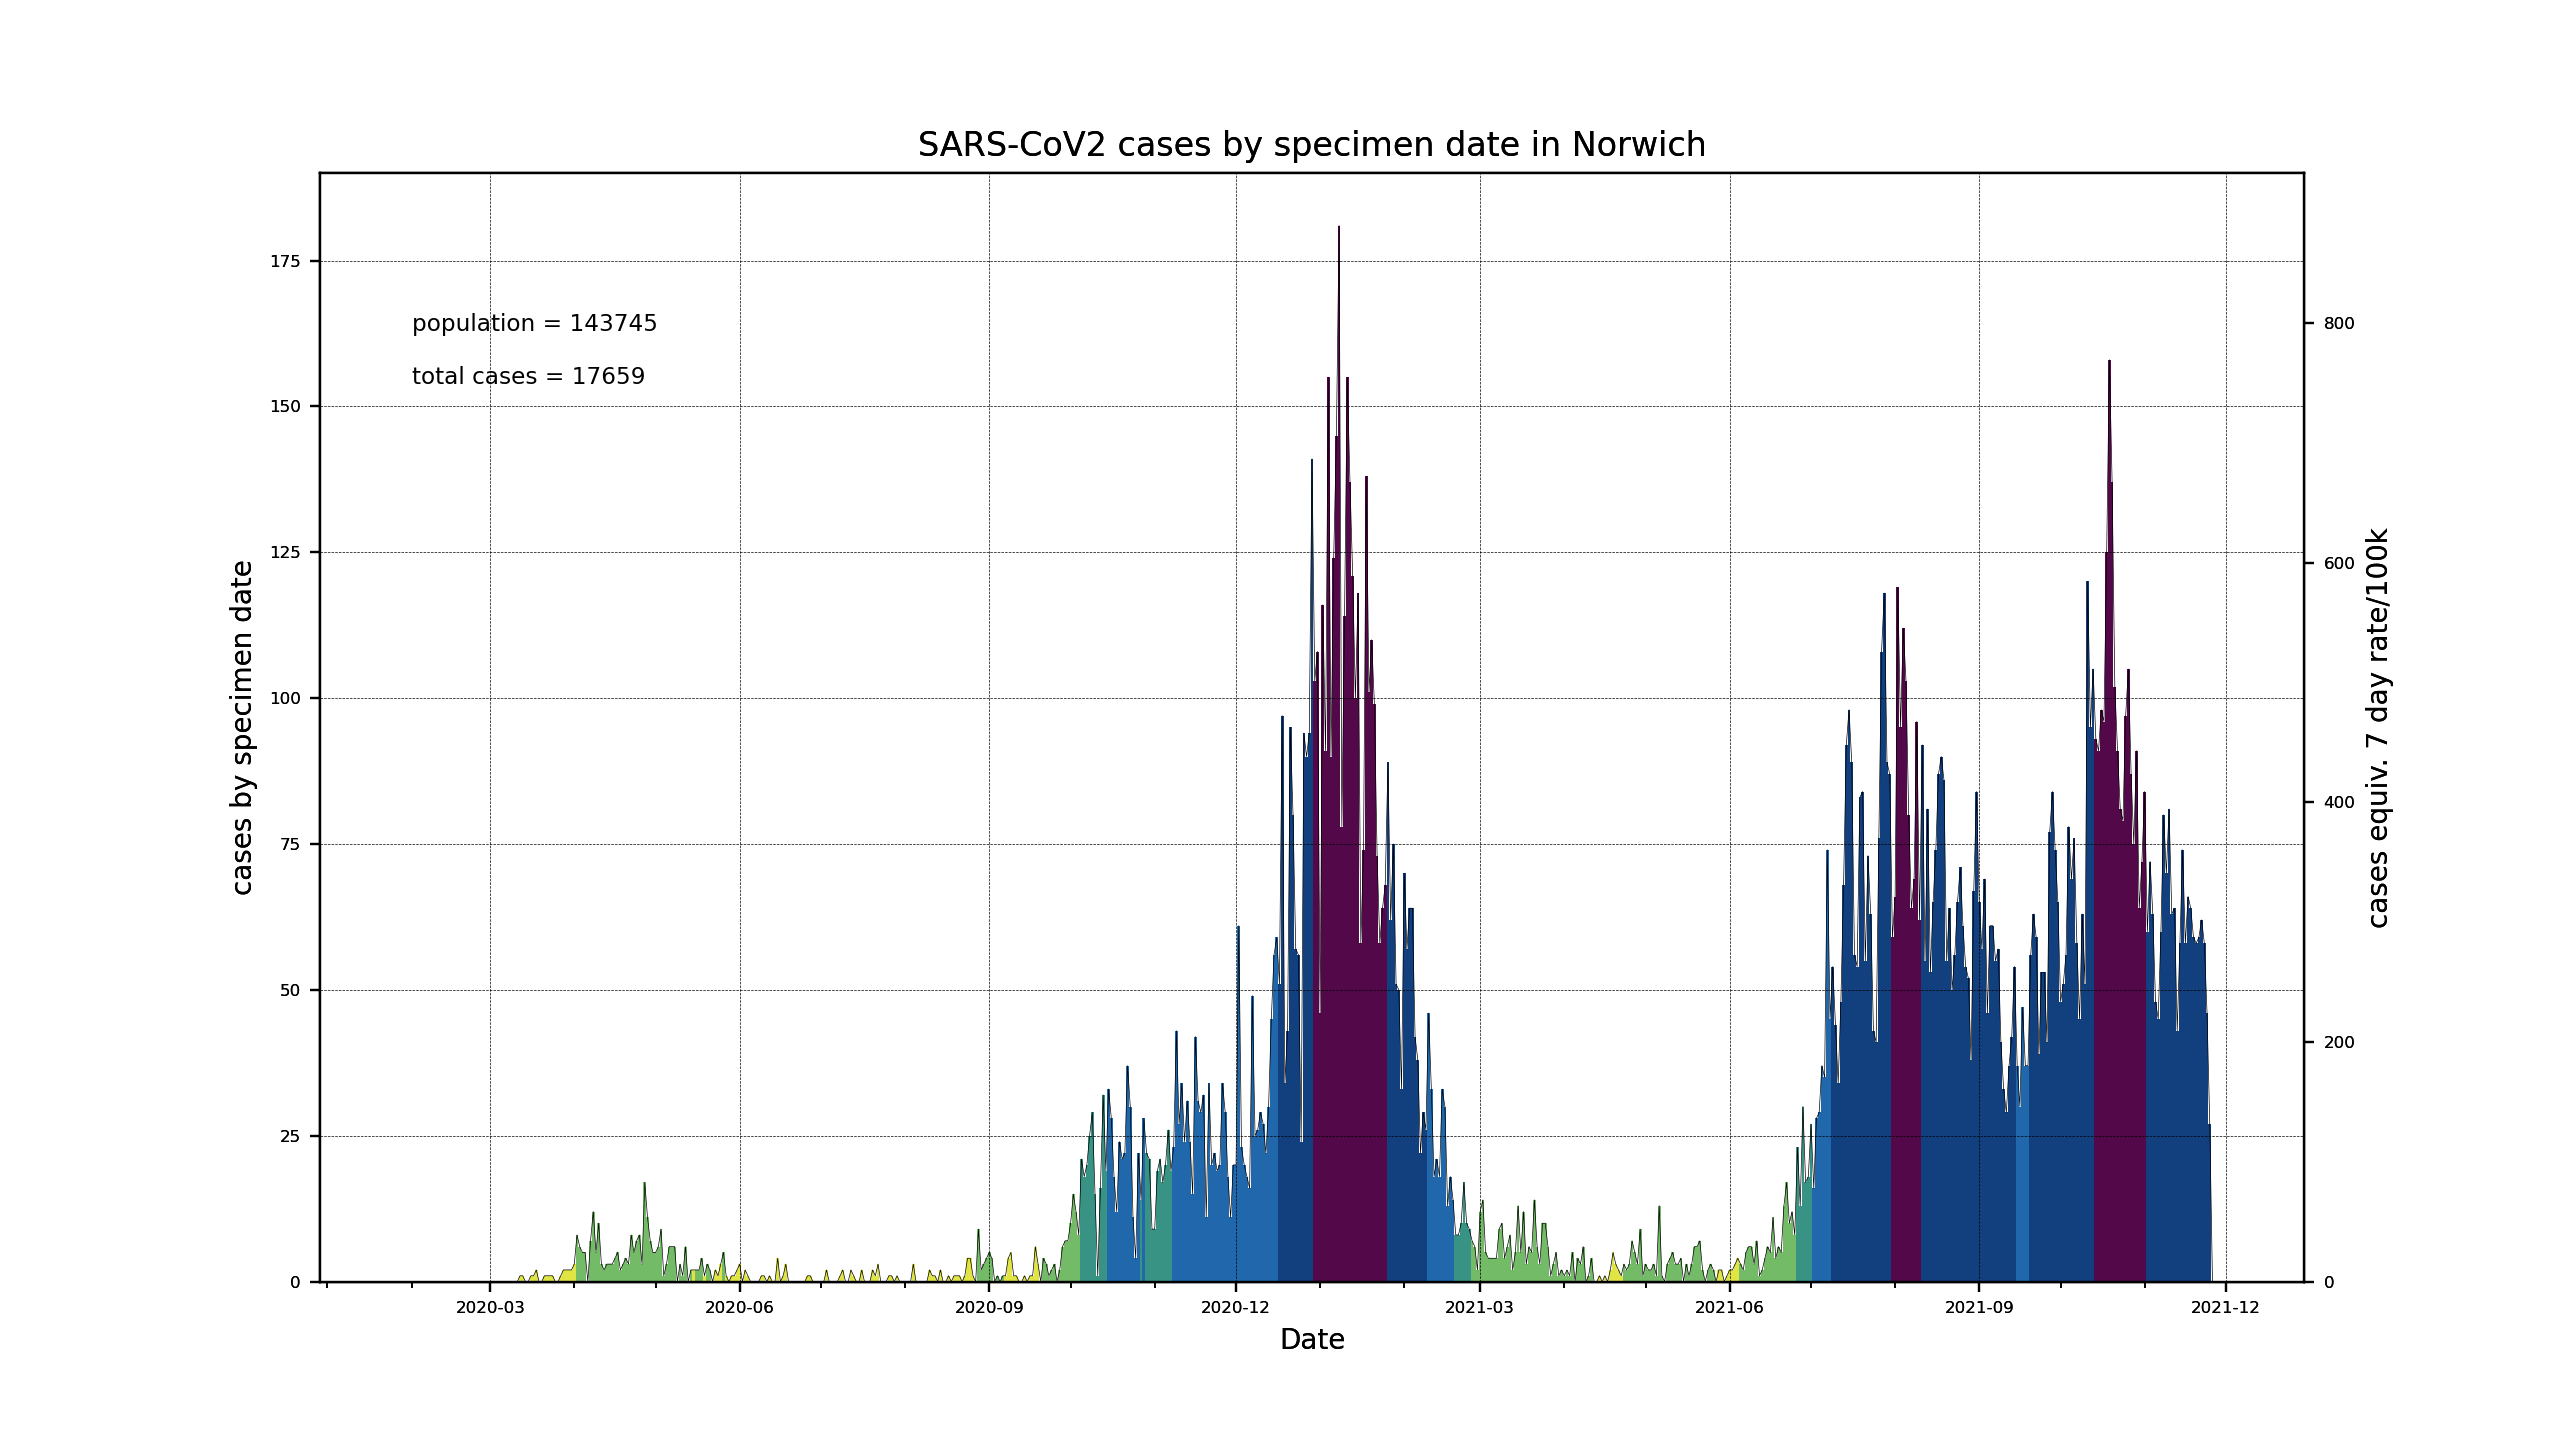 SARS-CoV2 cases by specimen date in Norwich
population = 143745
total cases = 17659
cases by specimen date
175
150
125
100
75
50
25
0
800
600
400
200
0
cases equiv. 7 day rate/100k
2020-03 2020-06 2020-09 2020-12 2021-03 2021-06 2021-09 2021-12
Date